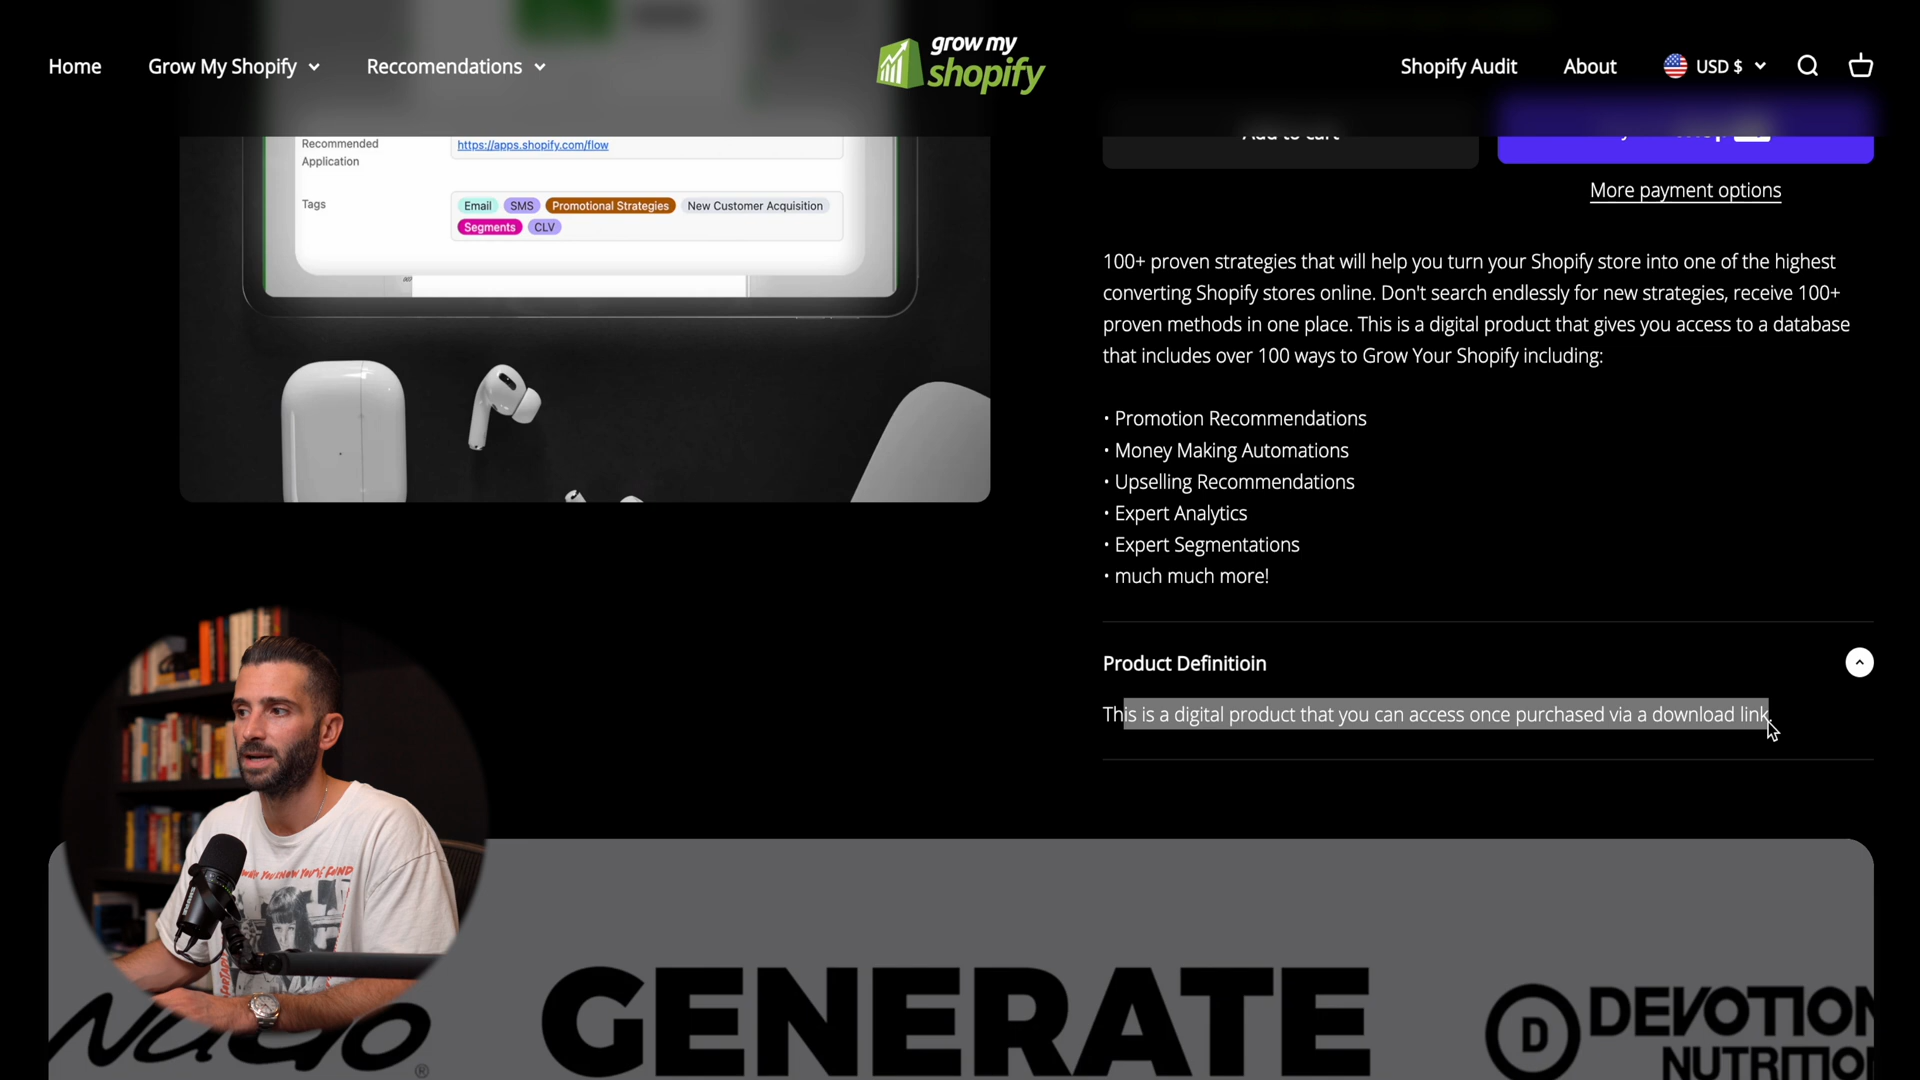 Home
Grow My Shopify
Reccomendations
grow my
shopify
Shopify Audit
About
USD $
Recommended
Application
https://apps.shopify.com/flow
Tags
Email
SMS
Promotional Strategies
New Customer Acquisition
Segments
CLV
Add to cart
More payment options
100+ proven strategies that will help you turn your Shopify store into one of the highest
converting Shopify stores online. Don't search endlessly for new strategies, receive 100+
proven methods in one place. This is a digital product that gives you access to a database
that includes over 100 ways to Grow Your Shopify including:
• Promotion Recommendations
• Money Making Automations
• Upselling Recommendations
• Expert Analytics
• Expert Segmentations
• much much more!
Product Definitioin
This is a digital product that you can access once purchased via a download link.
GENERATE
D
DEVOTION
NUTRITION